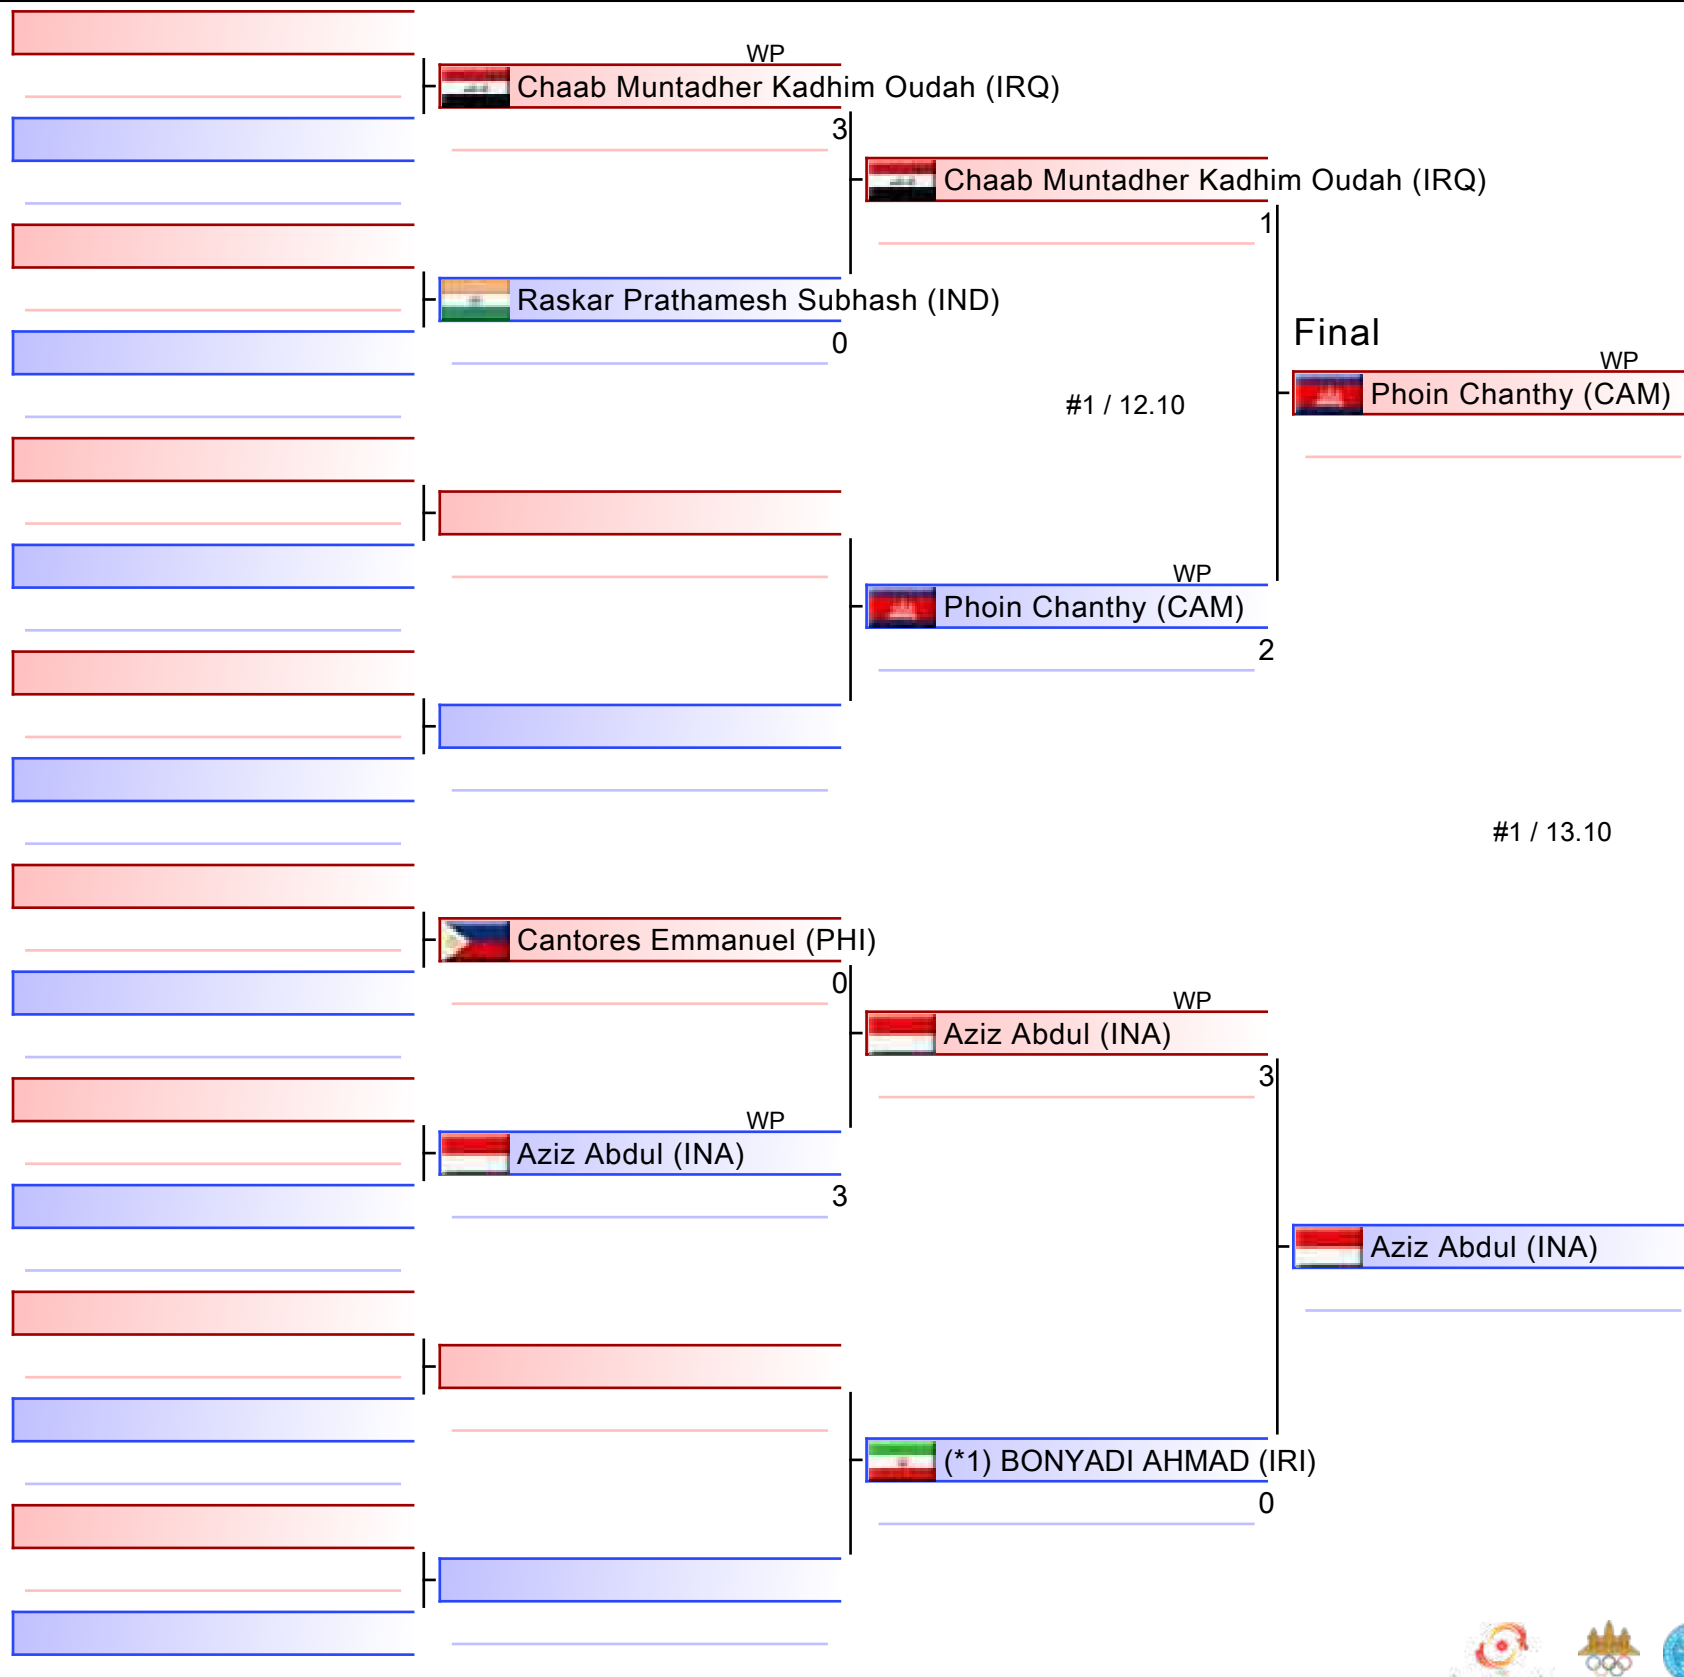 WP
Chaab Muntadher Kadhim Oudah (IRQ)
3
Chaab Muntadher Kadhim Oudah (IRQ)
1
Raskar Prathamesh Subhash (IND)
0
Final
WP
Phoin Chanthy (CAM)
#1 / 12.10
WP
Phoin Chanthy (CAM)
2
#1 / 13.10
Cantores Emmanuel (PHI)
0
WP
Aziz Abdul (INA)
3
WP
Aziz Abdul (INA)
3
Aziz Abdul (INA)
(*1) BONYADI AHMAD (IRI)
0